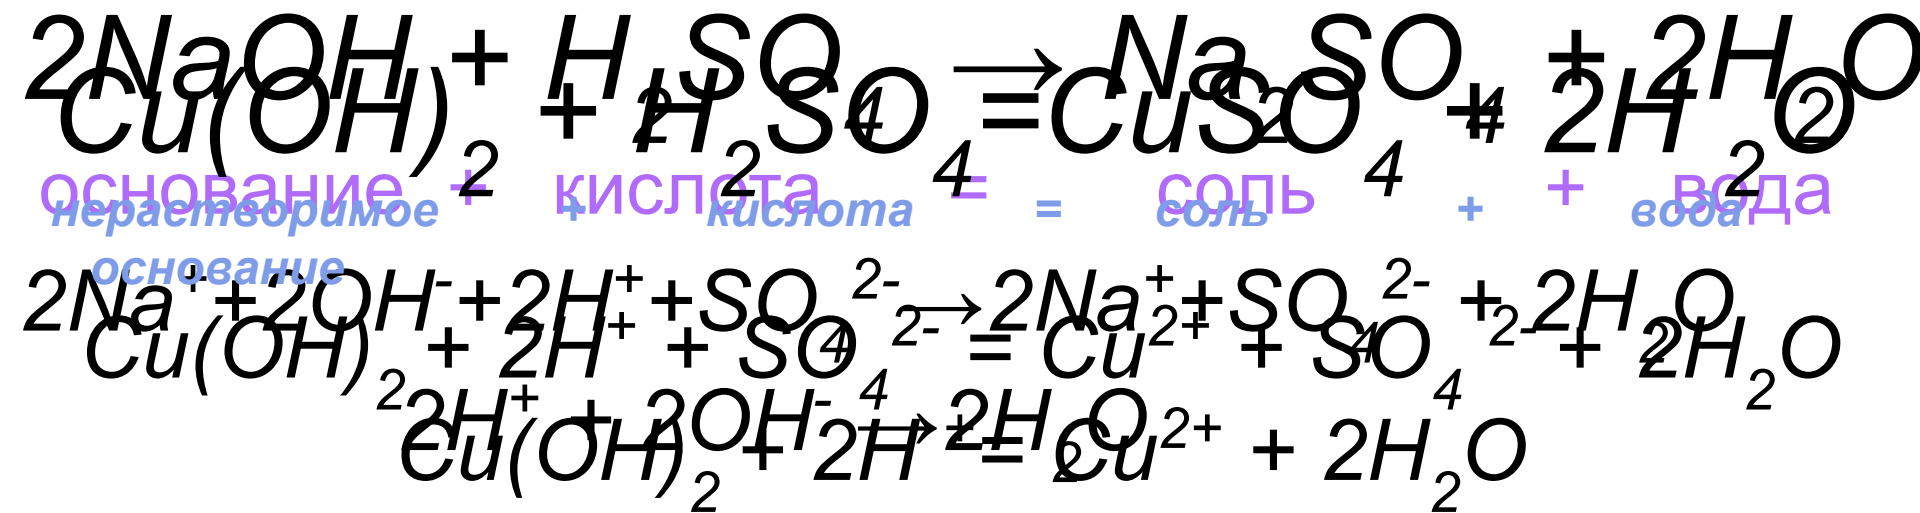 2NaOH + H₂SO₄ → Na₂SO₄ + 2H₂O
Cu(OH)₂ + H₂SO₄ = CuSO₄ + 2H₂O
основание + кислота = соль + вода
нерастворимое + кислота = соль + вода
основание
2Na⁺+2OH⁻+2H⁺+SO₄²⁻→2Na⁺+SO₄²⁻+2H₂O
Cu(OH)₂ + 2H⁺ + SO₄²⁻ = Cu²⁺ + SO₄²⁻ + 2H₂O
2H⁺ + 2OH⁻→2H₂O
Cu(OH)₂ + 2H⁺ = Cu²⁺ + 2H₂O